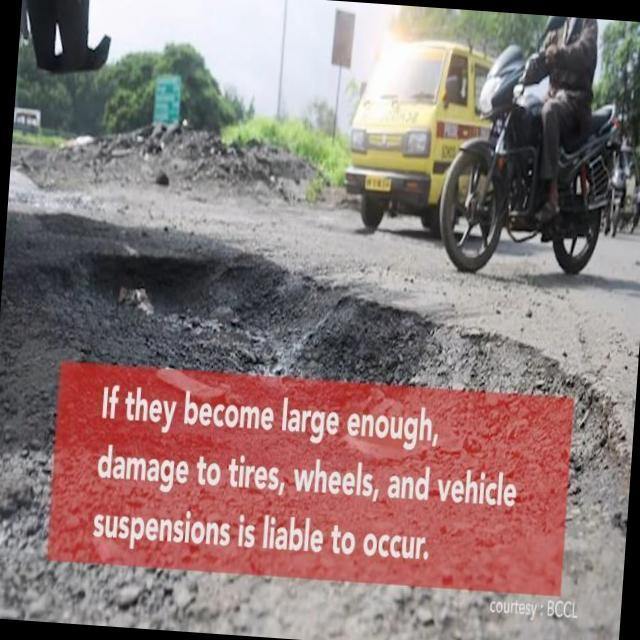 If they become large enough,
damage to tires, wheels, and vehicle
suspensions is liable to occur.
courtesy : BCCL